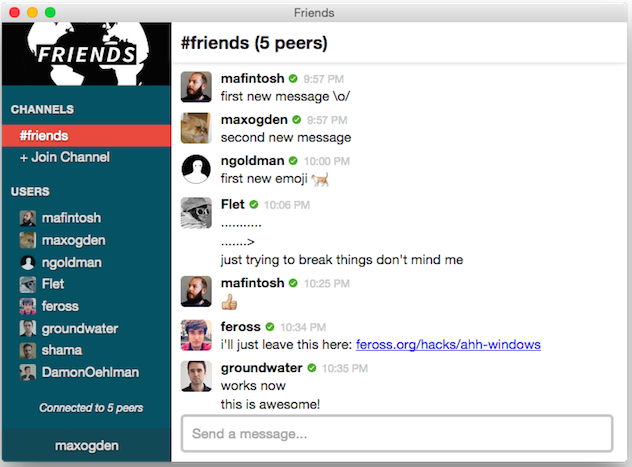 Friends
FRIENDS
CHANNELS
#friends
+ Join Channel
USERS
mafintosh
maxogden
ngoldman
Flet
feross
groundwater
shama
DamonOehlman
Connected to 5 peers
maxogden
#friends (5 peers)
mafintosh 9:57 PM
first new message \o/
maxogden 9:57 PM
second new message
ngoldman 10:00 PM
first new emoji 🐈
Flet 10:06 PM
...........
.......>
just trying to break things don't mind me
mafintosh 10:25 PM
👍
feross 10:34 PM
i'll just leave this here: feross.org/hacks/ahh-windows
groundwater 10:35 PM
works now
this is awesome!
Send a message...